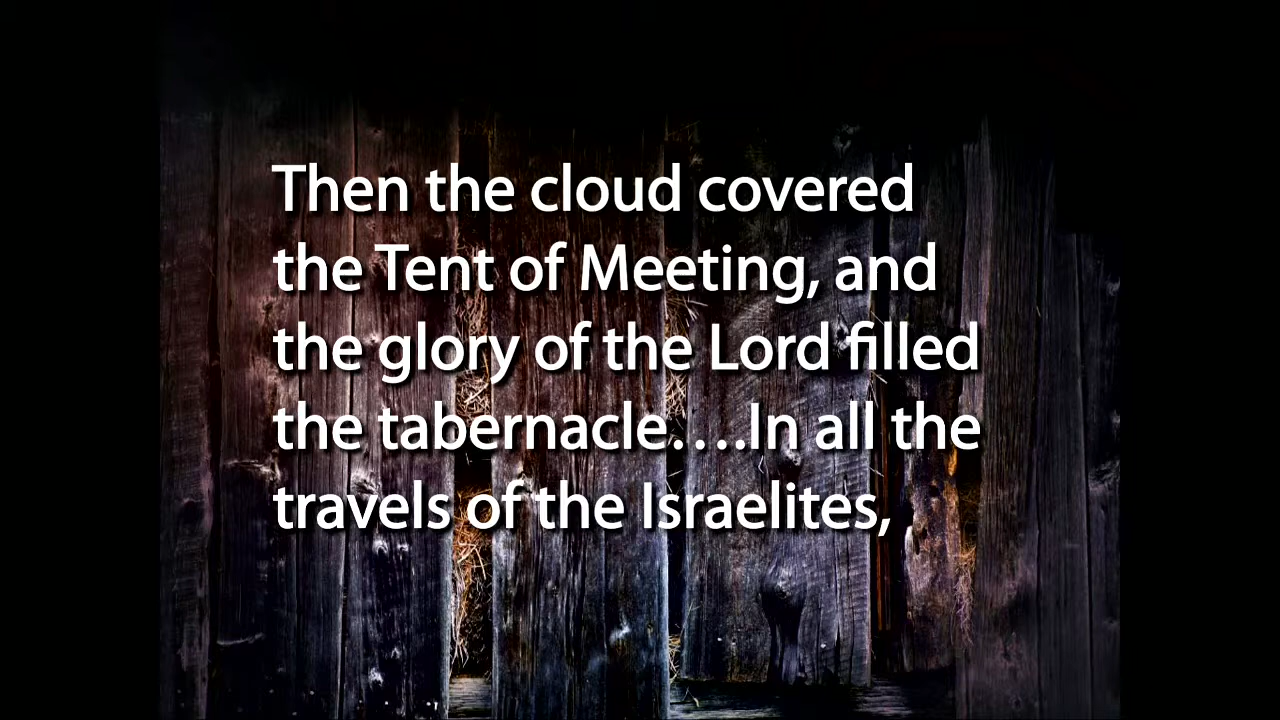 Then the cloud covered
the Tent of Meeting, and
the glory of the Lord filled
the tabernacle….In all the
travels of the Israelites,